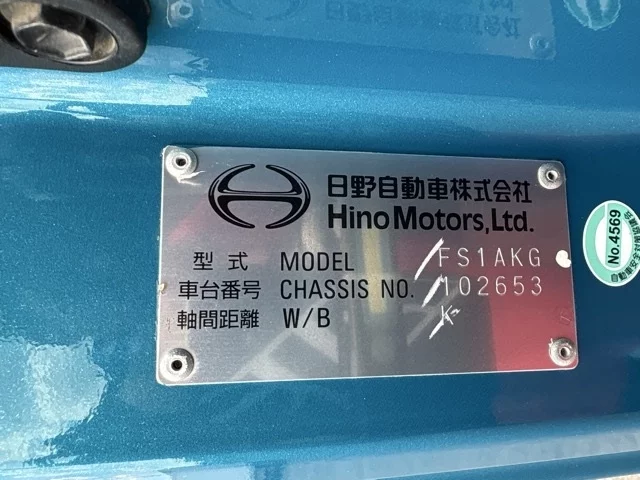 日野自動車株式会社
Hino Motors,Ltd.
型式 MODEL FS1AKG
車台番号 CHASSIS NO. 102653
軸間距離 W/B
No.4569